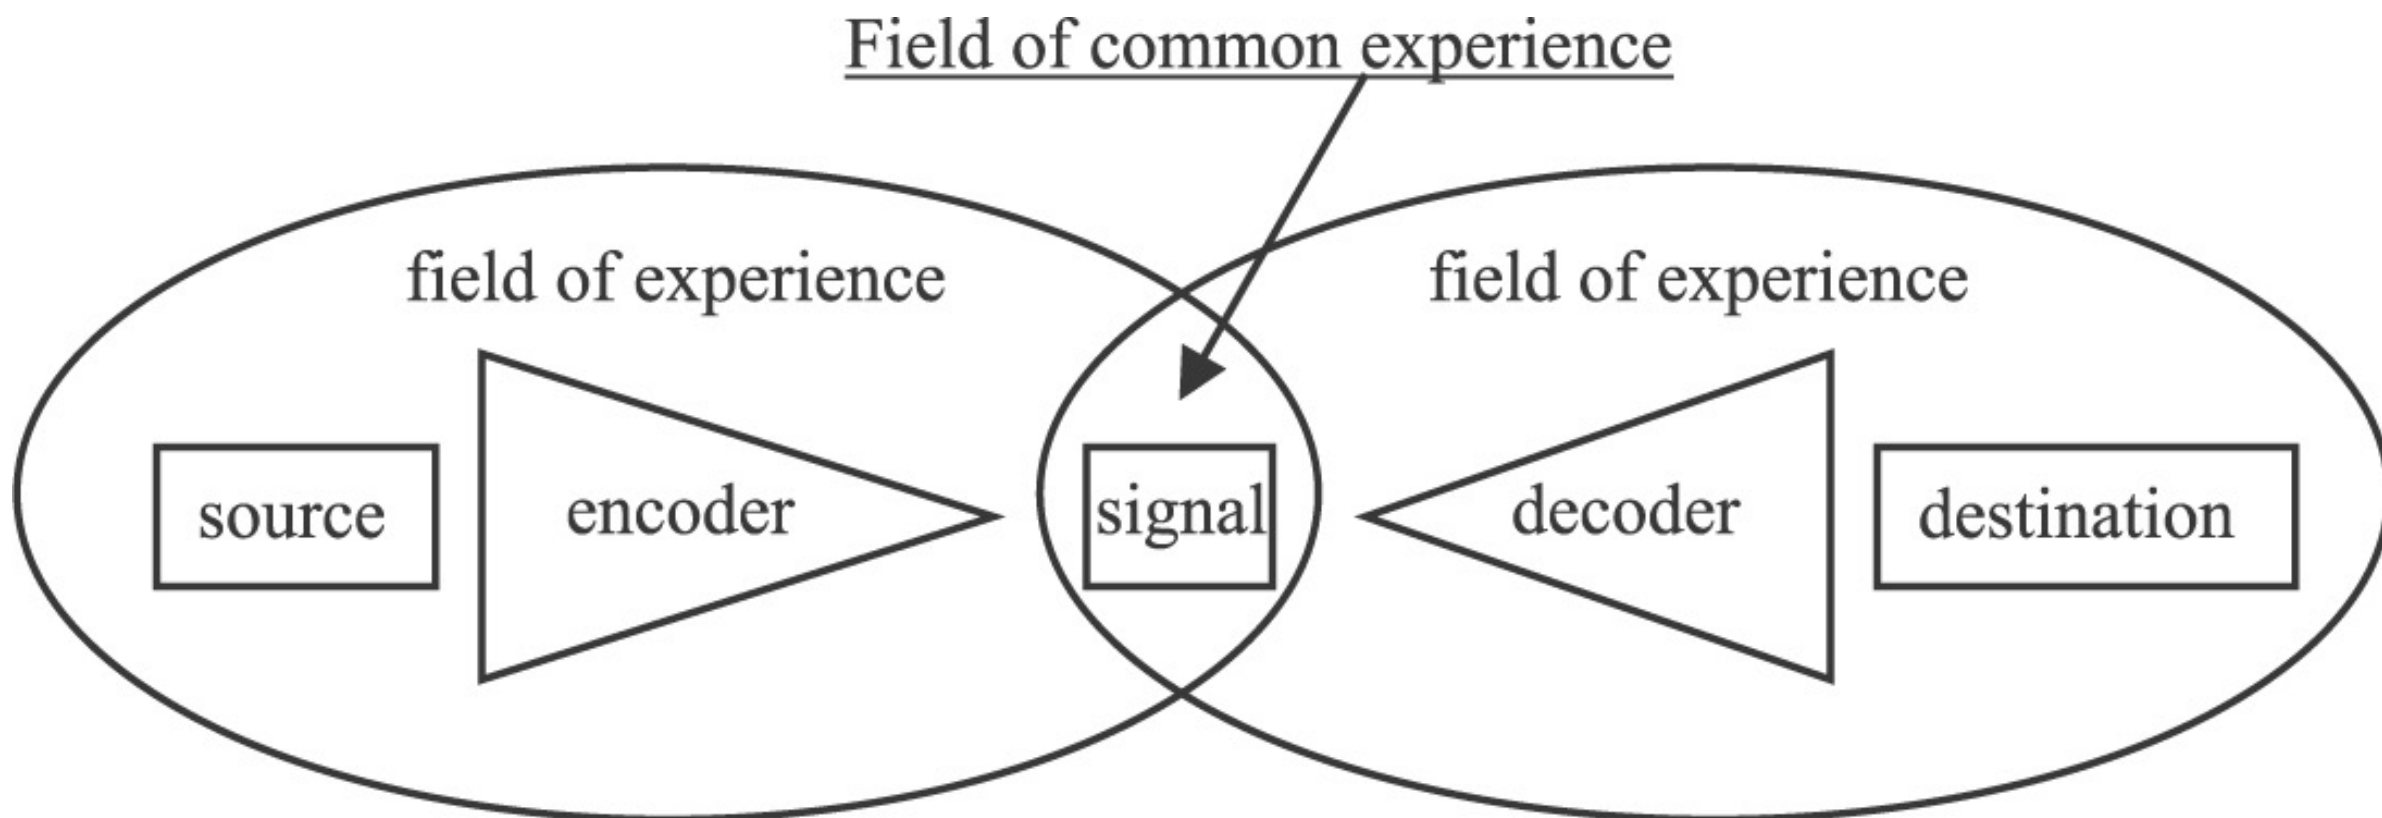 Field of common experience
field of experience
field of experience
source
encoder
signal
decoder
destination